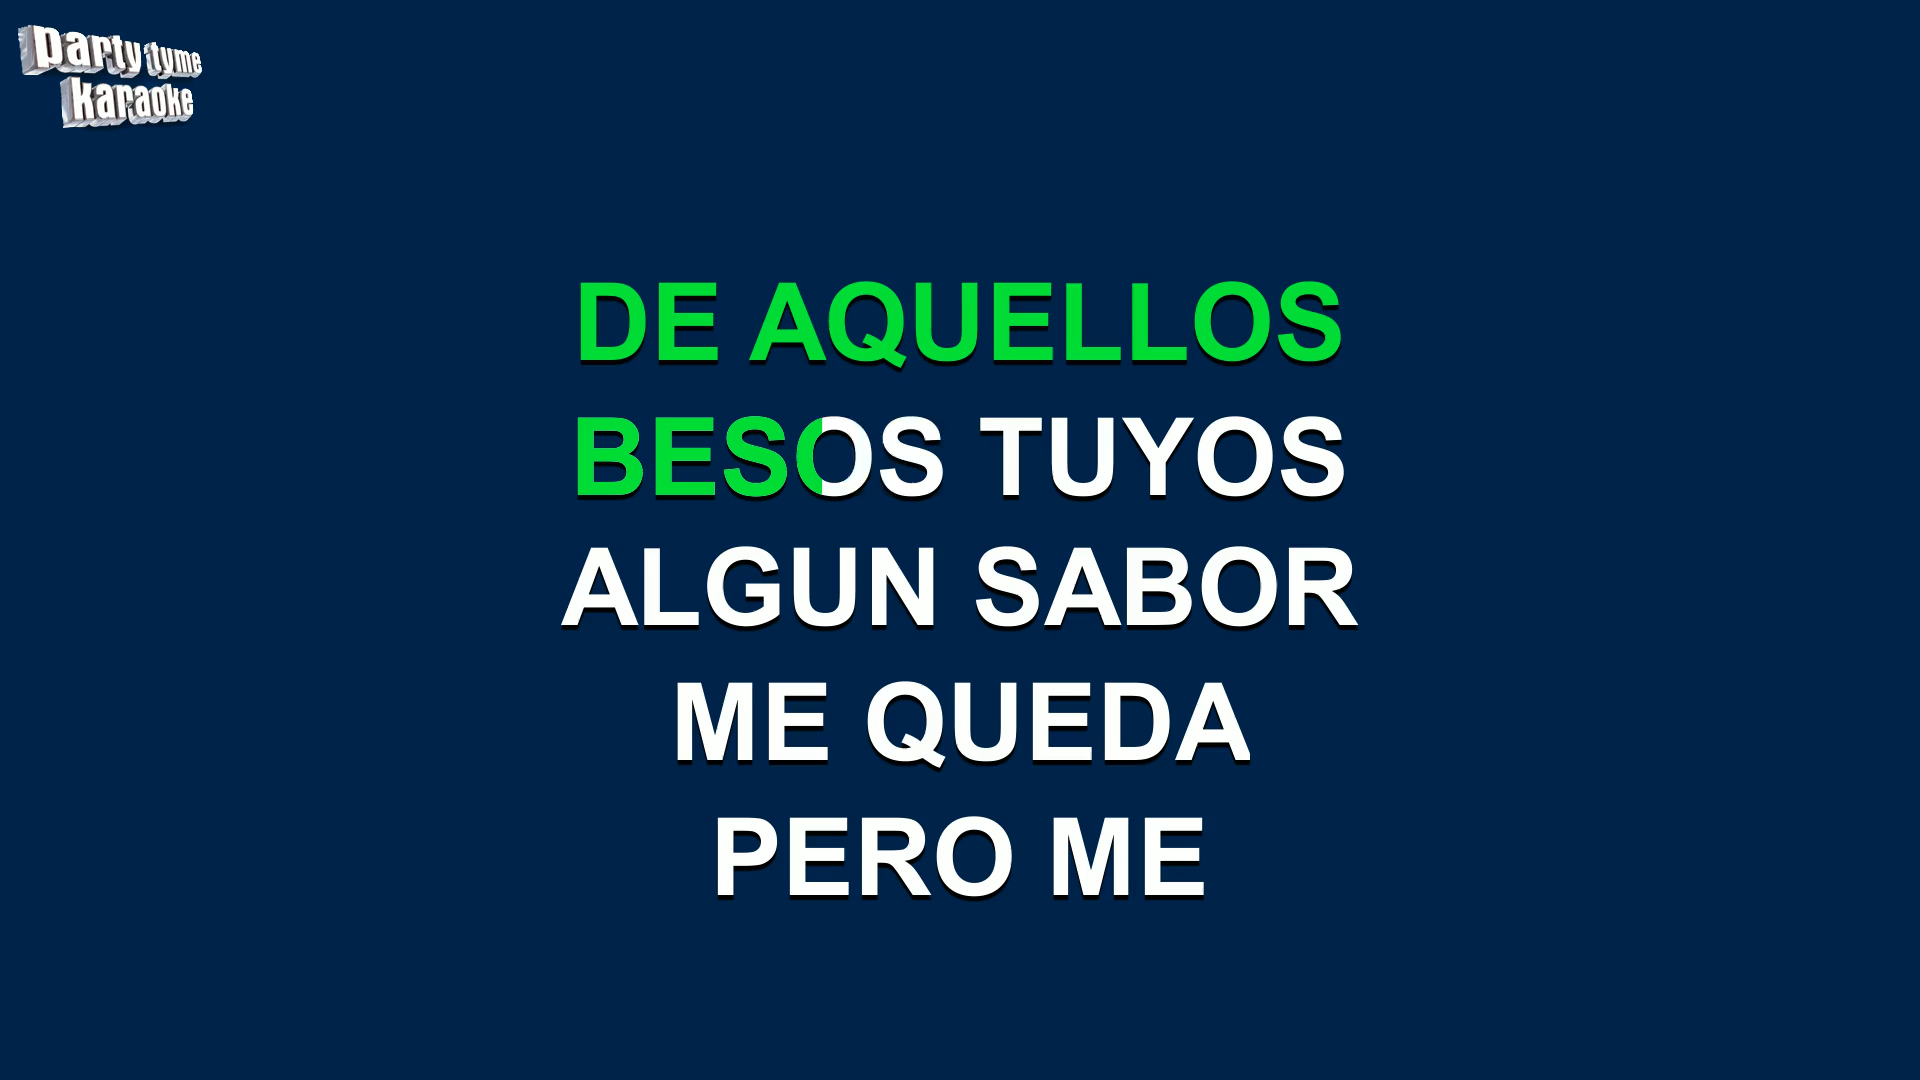 party tyme
karaoke
DE AQUELLOS
BESOS TUYOS
ALGUN SABOR
ME QUEDA
PERO ME